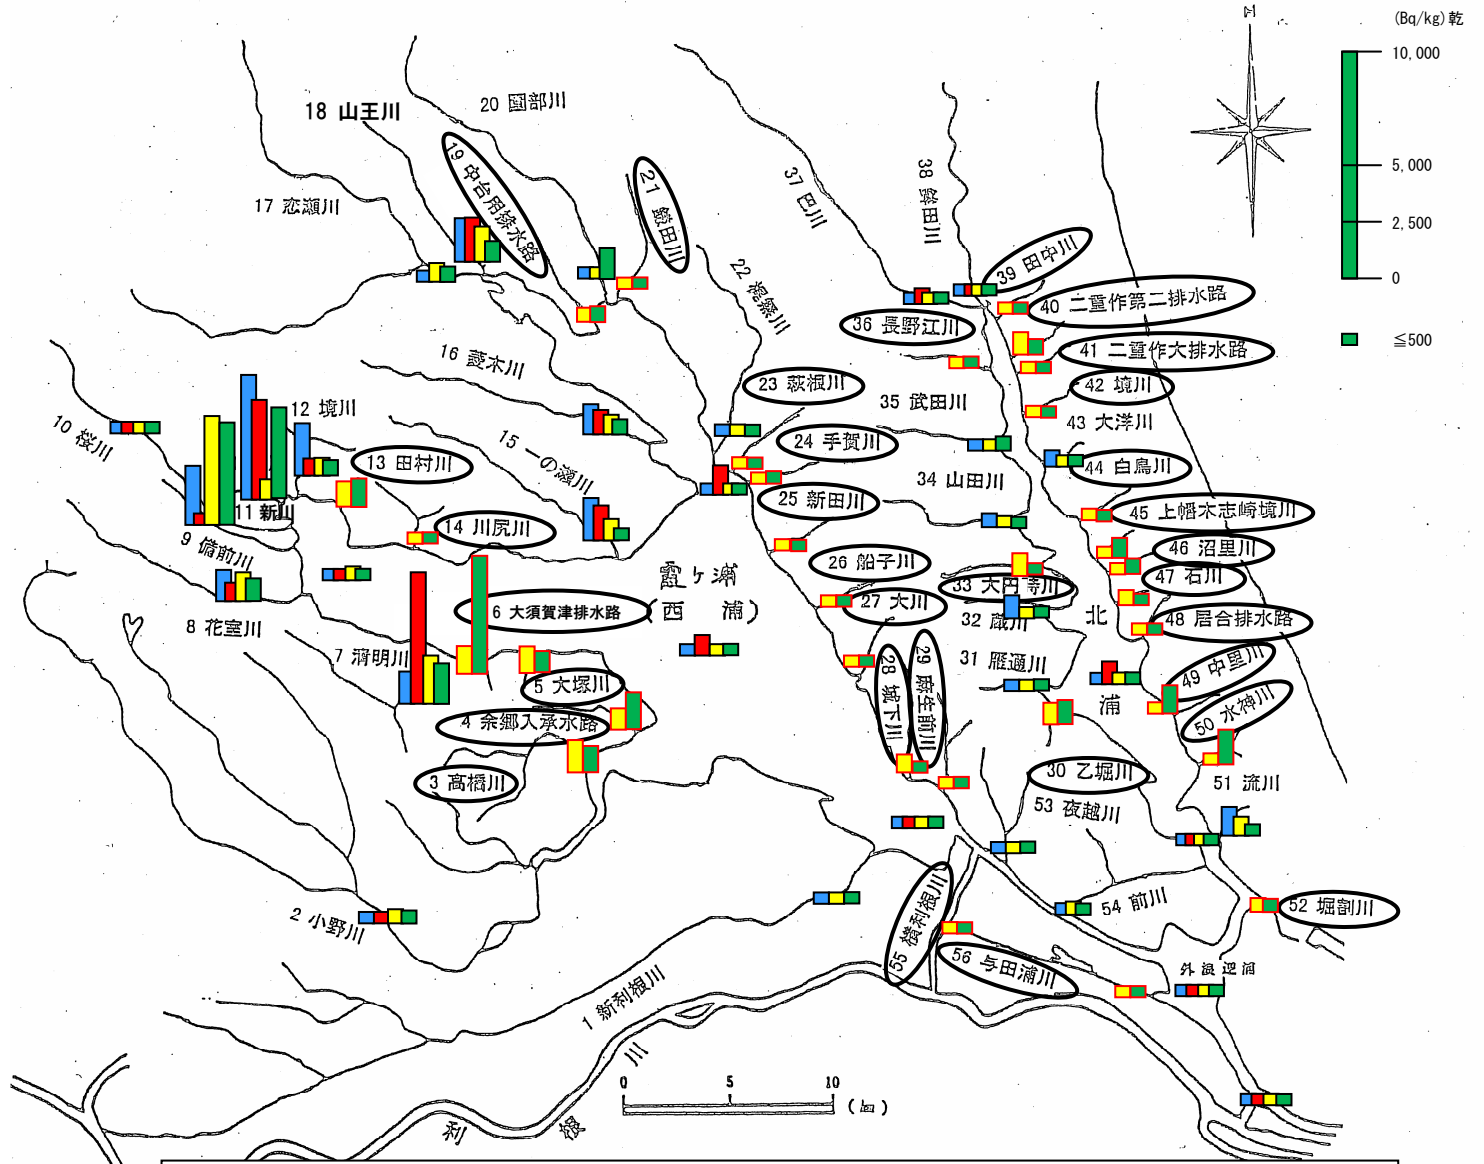 N
(Bq/kg)乾
10,000
5,000
2,500
0
≦500
18 山王川
20 園部川
19 中台用排水路
21 鎌田川
17 恋瀬川
37 巴川
38 鉾田川
39 田中川
40 二重作第二排水路
22 梶無川
36 長野江川
41 二重作大排水路
16 菱木川
23 萩根川
42 境川
35 武田川
43 大洋川
12 境川
10 桜川
13 田村川
15 一の瀬川
24 手賀川
44 白鳥川
34 山田川
25 新田川
11 新川
14 川尻川
45 上幡木志崎境川
9 備前川
26 船子川
46 沼里川
霞ヶ浦
33 大円寺川
47 石川
6 大須賀津排水路
(西 浦)
27 大川
32 蔵川
北
48 居合排水路
8 花室川
7 清明川
28 城下川
29 麻生前川
31 雁通川
49 中里川
5 大塚川
浦
50 水神川
4 余郷入承水路
3 高橋川
30 乙堀川
51 流川
53 夜越川
2 小野川
55 横利根川
54 前川
52 堀割川
56 与田浦川
外浪逆浦
1 新利根川
川
0 5 10
利
根